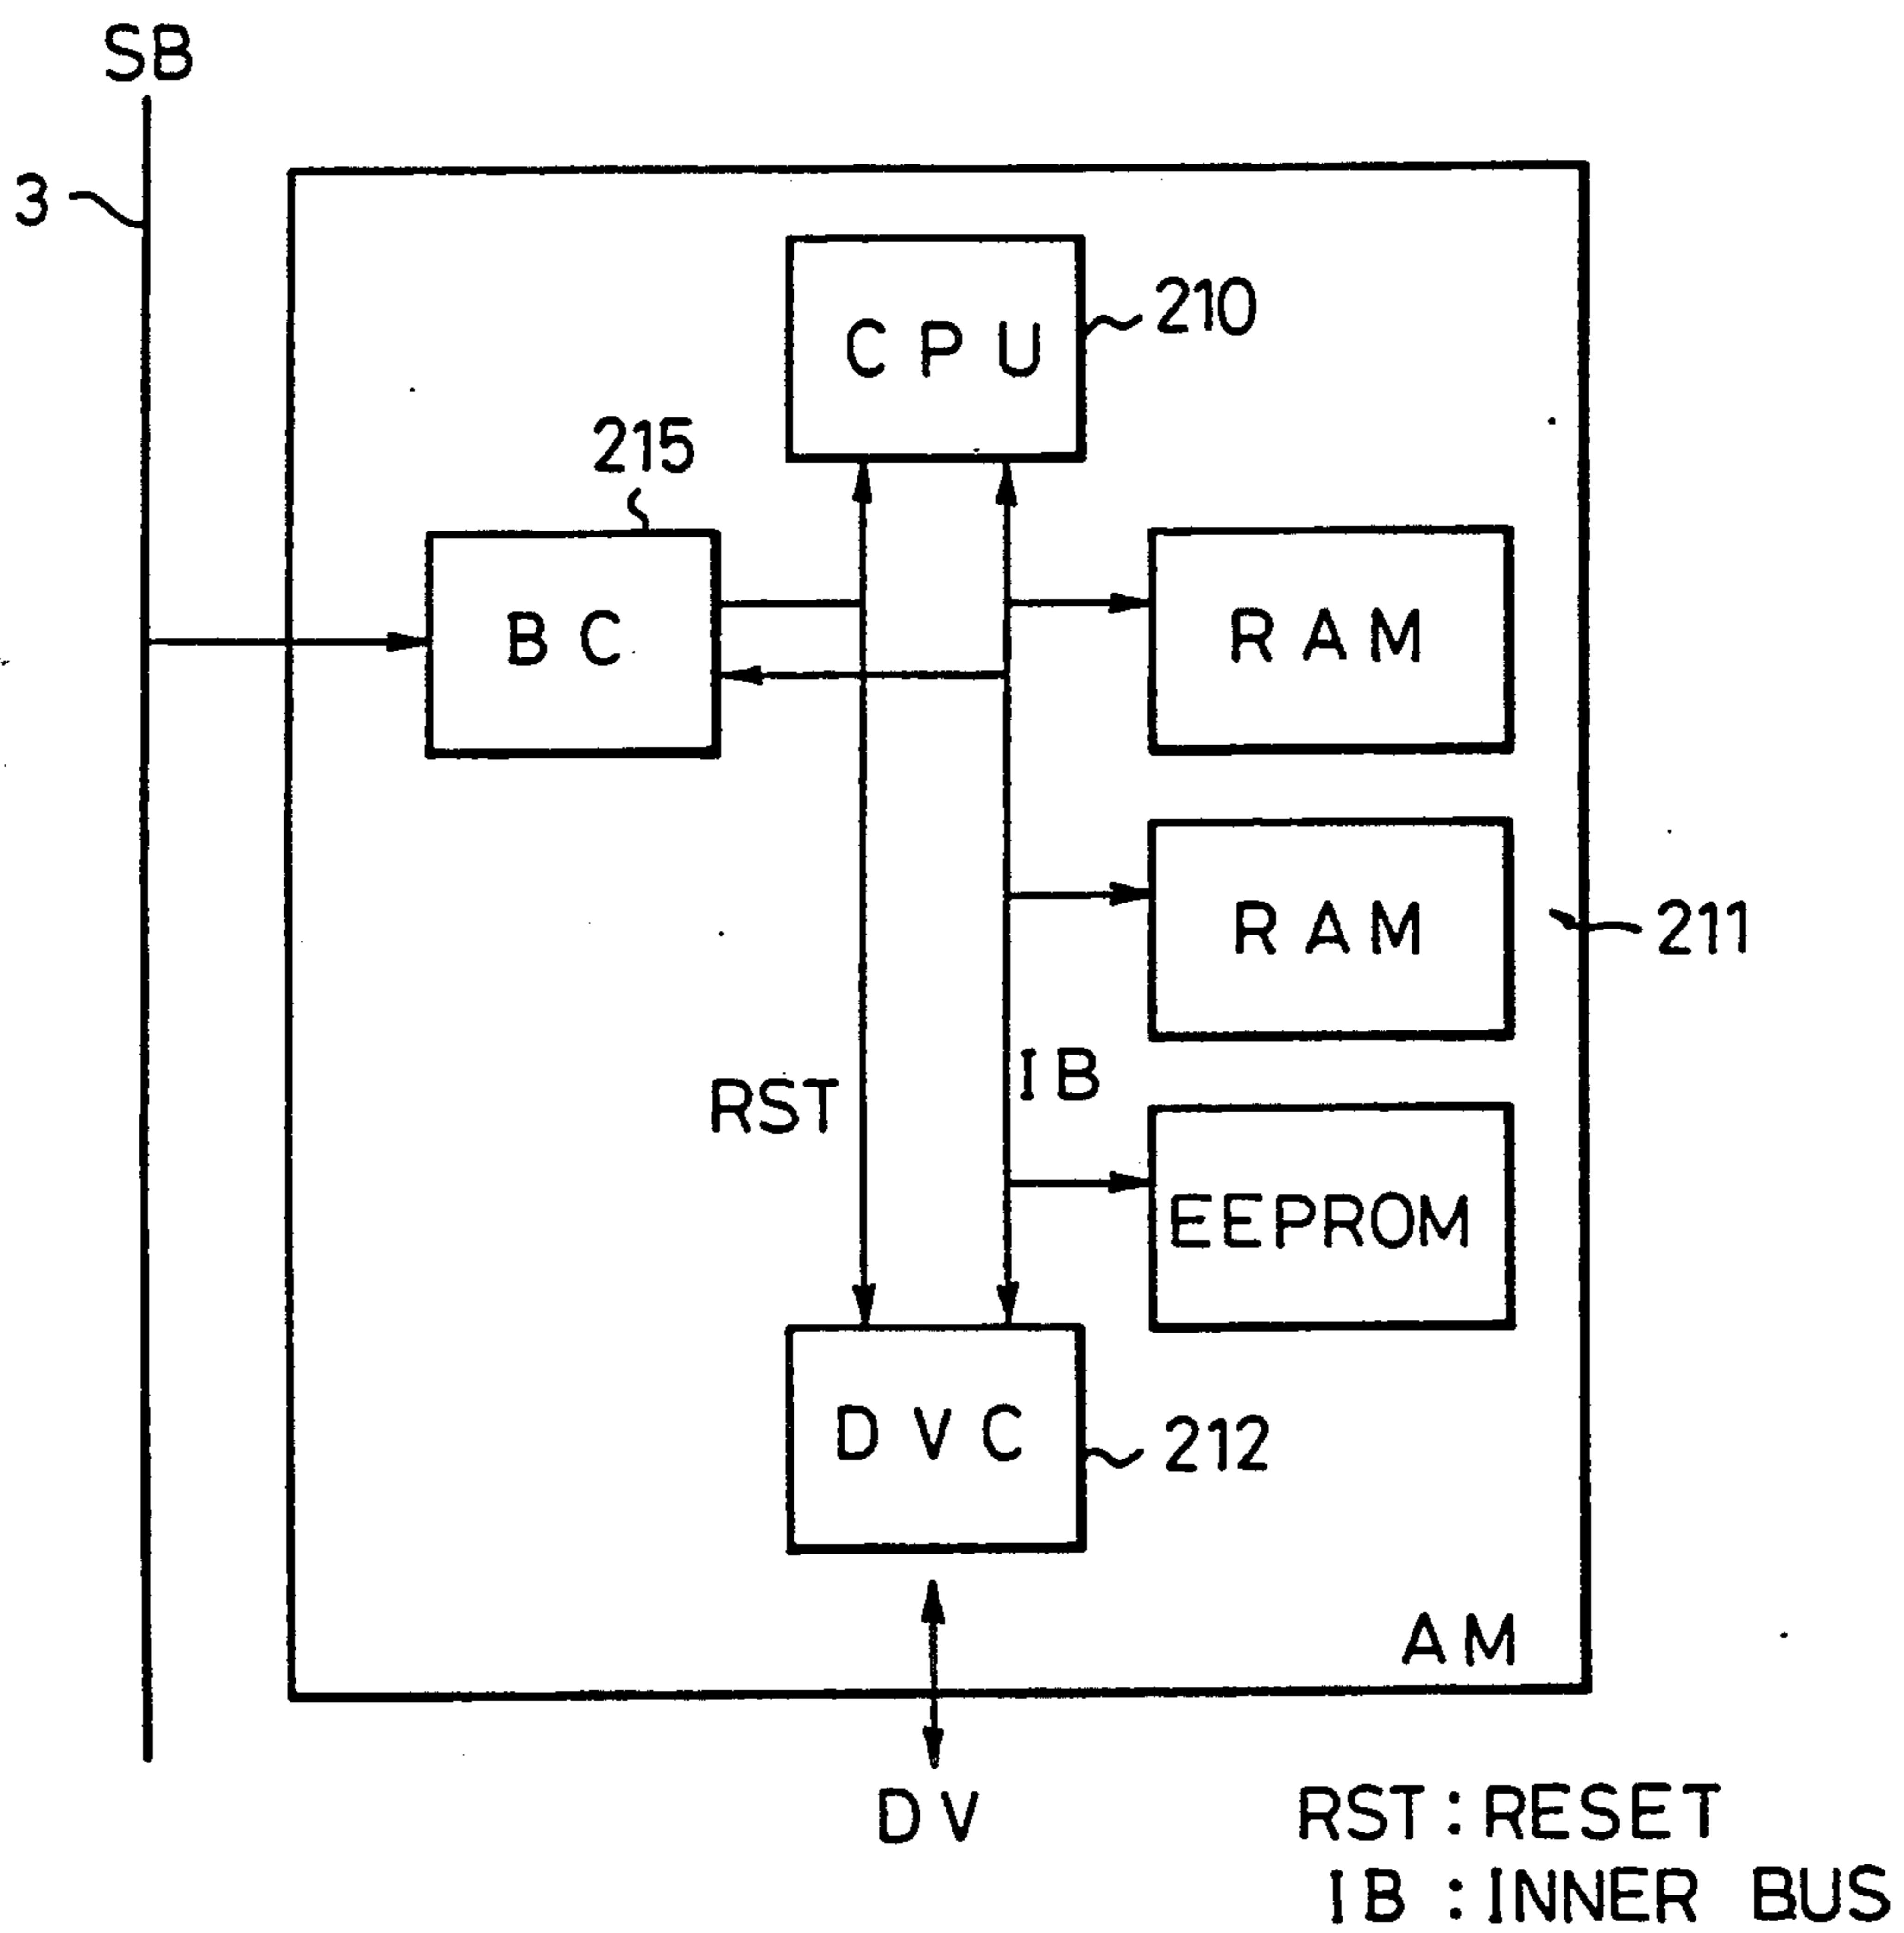 SB
3
CPU
210
215
BC
RAM
RAM
211
IB
RST
EEPROM
DVC
212
AM
DV
RST:RESET
IB :INNER BUS